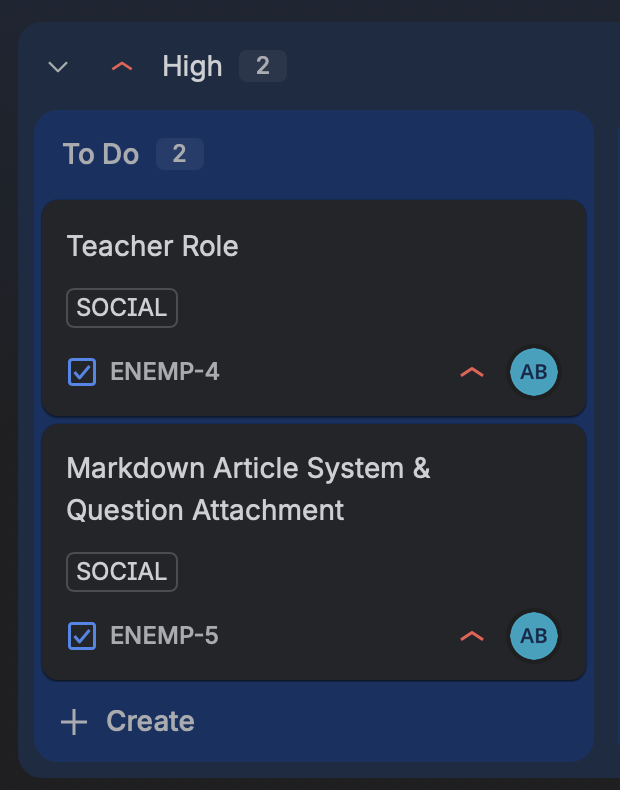 High 2
To Do 2
Teacher Role
SOCIAL
ENEMP-4
AB
Markdown Article System &
Question Attachment
SOCIAL
ENEMP-5
AB
Create